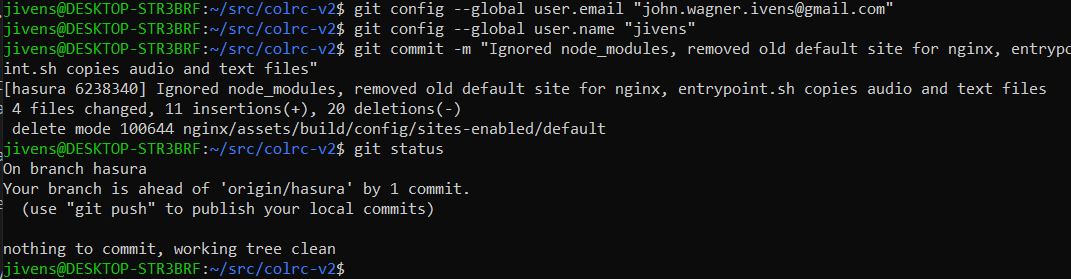 jivens@DESKTOP-STR3BRF:~/src/colrc-v2$ git config --global user.email "john.wagner.ivens@gmail.com"
jivens@DESKTOP-STR3BRF:~/src/colrc-v2$ git config --global user.name "jivens"
jivens@DESKTOP-STR3BRF:~/src/colrc-v2$ git commit -m "Ignored node_modules, removed old default site for nginx, entrypo
int.sh copies audio and text files"
[hasura 6238340] Ignored node_modules, removed old default site for nginx, entrypoint.sh copies audio and text files
 4 files changed, 11 insertions(+), 20 deletions(-)
 delete mode 100644 nginx/assets/build/config/sites-enabled/default
jivens@DESKTOP-STR3BRF:~/src/colrc-v2$ git status
On branch hasura
Your branch is ahead of 'origin/hasura' by 1 commit.
  (use "git push" to publish your local commits)

nothing to commit, working tree clean
jivens@DESKTOP-STR3BRF:~/src/colrc-v2$